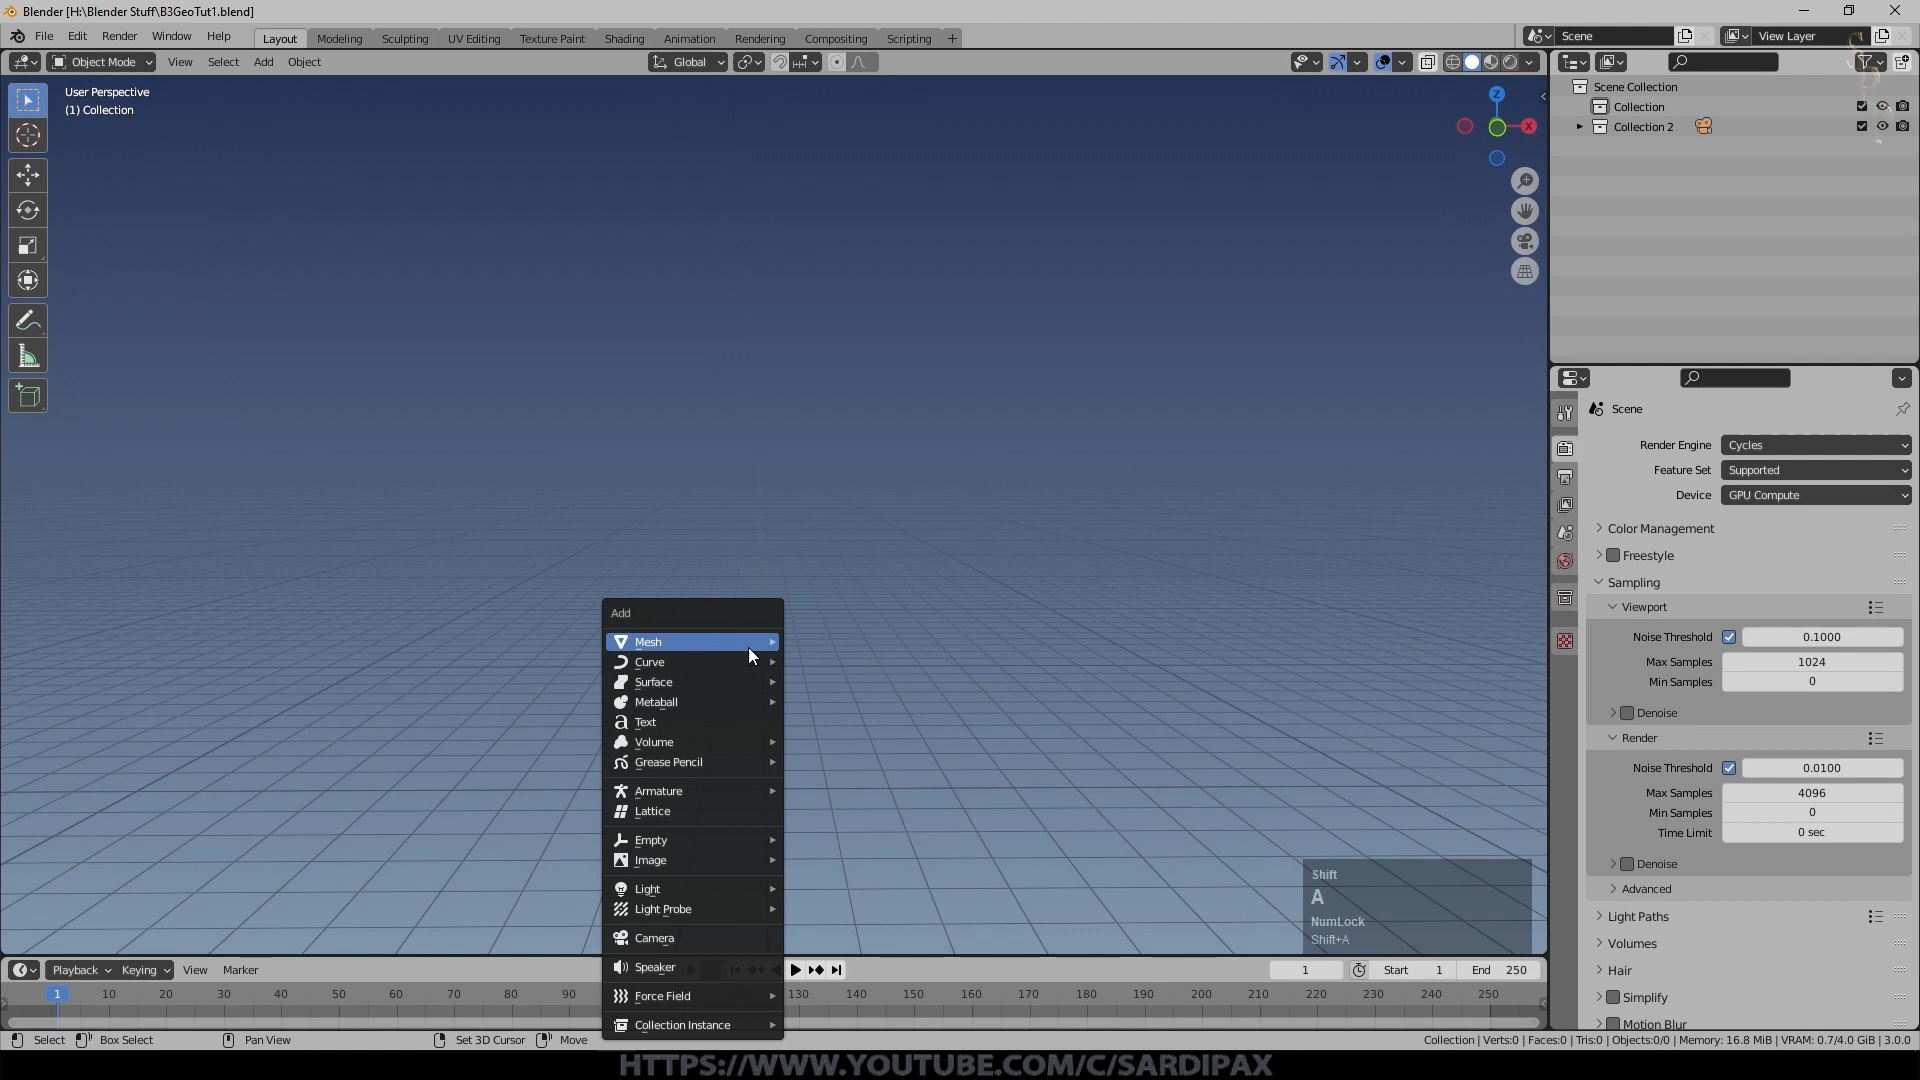 Blender [H:\Blender Stuff\B3GeoTut1.blend]
File Edit Render Window Help Layout Modeling Sculpting UV Editing Texture Paint Shading Animation Rendering Compositing Scripting + Scene View Layer
Object Mode View Select Add Object Global
User Perspective
(1) Collection
Z
X
Scene Collection
Collection
Collection 2
Scene
Render Engine Cycles
Feature Set Supported
Device GPU Compute
Color Management
Freestyle
Sampling
Viewport
Noise Threshold 0.1000
Max Samples 1024
Min Samples 0
Denoise
Render
Noise Threshold 0.0100
Max Samples 4096
Min Samples 0
Time Limit 0 sec
Denoise
Advanced
Light Paths
Volumes
Hair
Simplify
Motion Blur
Add
Mesh
Curve
Surface
Metaball
Text
Volume
Grease Pencil
Armature
Lattice
Empty
Image
Light
Light Probe
Camera
Speaker
Force Field
Collection Instance
Shift
A
NumLock
Shift+A
Playback Keying View Marker 1 Start 1 End 250
1 10 20 30 40 50 60 70 80 90 130 140 150 160 170 180 190 200 210 220 230 240 250
Select Box Select Pan View Set 3D Cursor Move Collection | Verts:0 | Faces:0 | Tris:0 | Objects:0/0 | Memory: 16.8 MiB | VRAM: 0.7/4.0 GiB | 3.0.0
HTTPS://WWW.YOUTUBE.COM/C/SARDIPAX